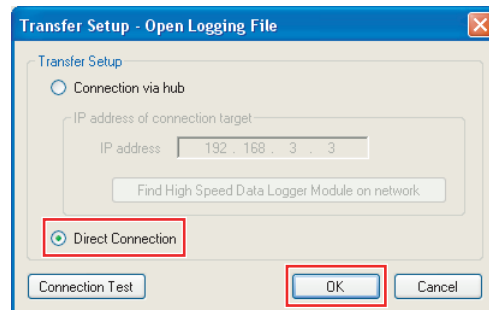 Transfer Setup - Open Logging File
Transfer Setup
Connection via hub
IP address of connection target
IP address 192 . 168 . 3 . 3
Find High Speed Data Logger Module on network
Direct Connection
Connection Test OK Cancel